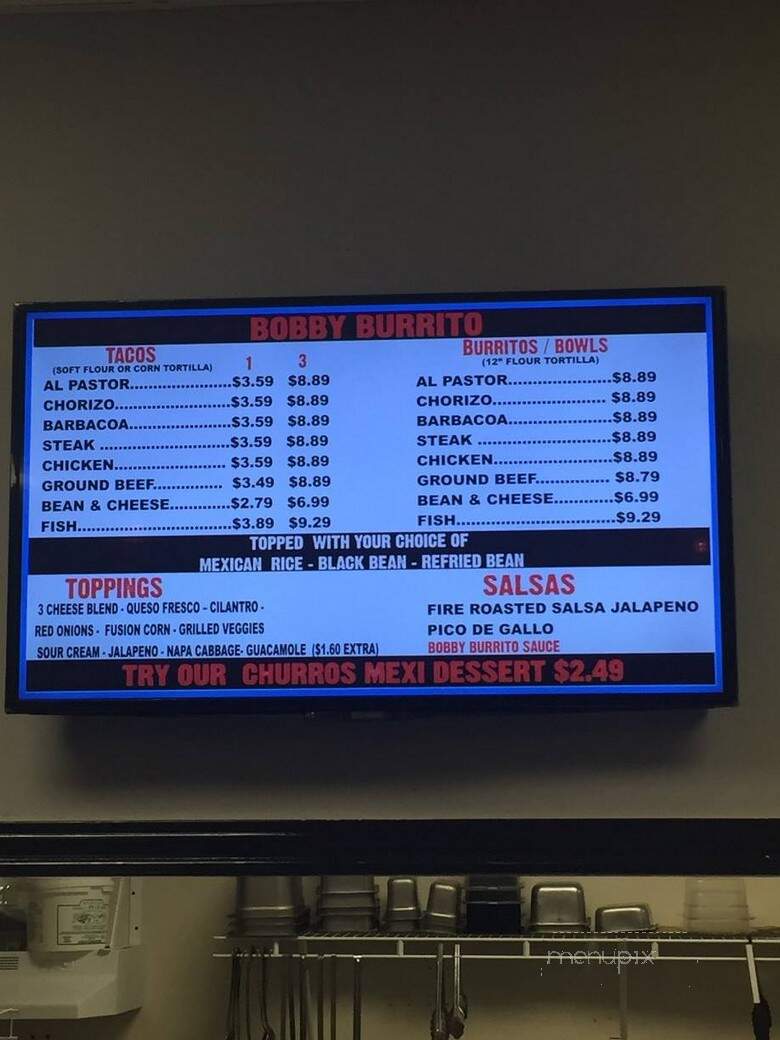 BOBBY BURRITO
TACOS
(SOFT FLOUR OR CORN TORTILLA) 1 3
AL PASTOR..................$3.59 $8.89
CHORIZO.....................$3.59 $8.89
BARBACOA..................$3.59 $8.89
STEAK .......................$3.59 $8.89
CHICKEN.................... $3.59 $8.89
GROUND BEEF............. $3.49 $8.89
BEAN & CHEESE............$2.79 $6.99
FISH...........................$3.89 $9.29
BURRITOS / BOWLS
(12" FLOUR TORTILLA)
AL PASTOR..................$8.89
CHORIZO.................... $8.89
BARBACOA..................$8.89
STEAK .......................$8.89
CHICKEN.....................$8.89
GROUND BEEF.............. $8.79
BEAN & CHEESE............$6.99
FISH...........................$9.29
TOPPED WITH YOUR CHOICE OF
MEXICAN RICE - BLACK BEAN - REFRIED BEAN
TOPPINGS
3 CHEESE BLEND - QUESO FRESCO - CILANTRO -
RED ONIONS - FUSION CORN - GRILLED VEGGIES
SOUR CREAM - JALAPENO - NAPA CABBAGE- GUACAMOLE ($1.60 EXTRA)
SALSAS
FIRE ROASTED SALSA JALAPENO
PICO DE GALLO
BOBBY BURRITO SAUCE
TRY OUR CHURROS MEXI DESSERT $2.49
menupix